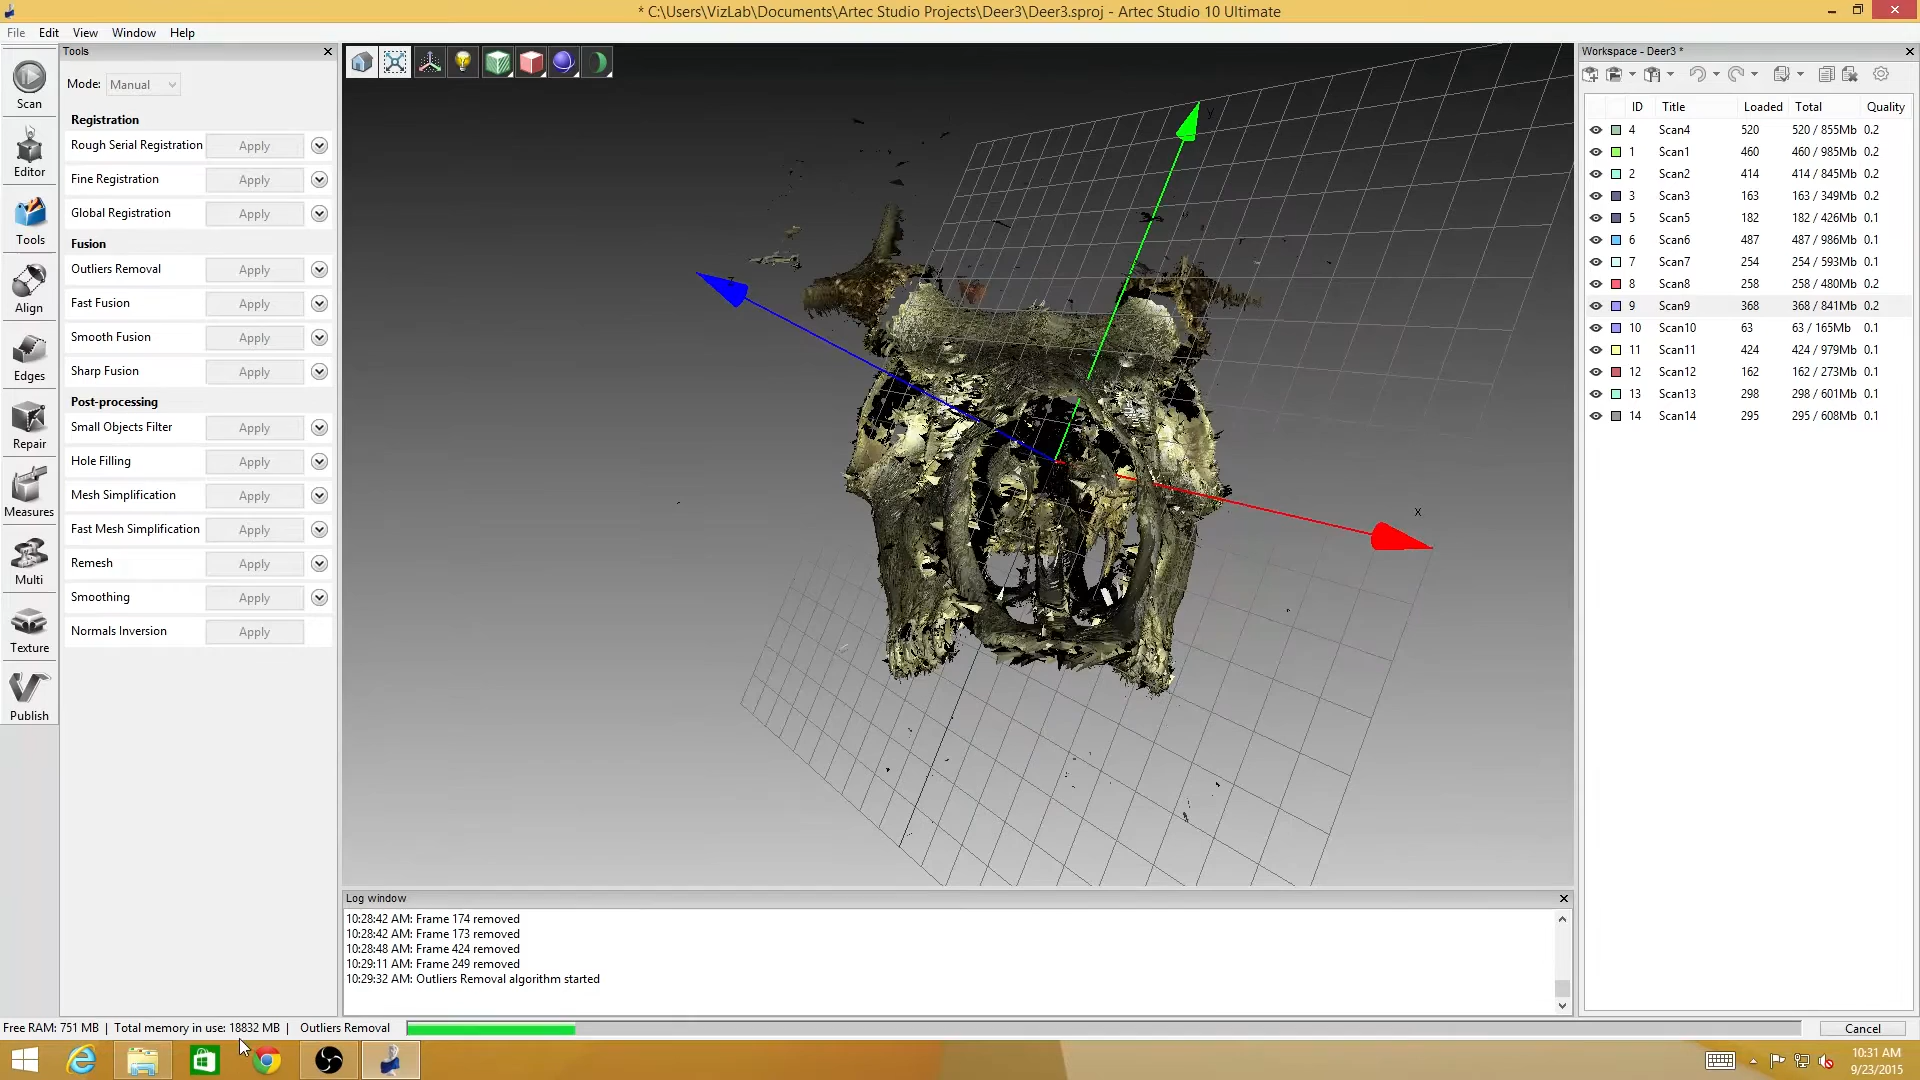 * C:\Users\VizLab\Documents\Artec Studio Projects\Deer3\Deer3.sproj - Artec Studio 10 Ultimate
File Edit View Window Help
Tools
Mode: Manual
Registration
Rough Serial Registration Apply
Fine Registration Apply
Global Registration Apply
Fusion
Outliers Removal Apply
Fast Fusion Apply
Smooth Fusion Apply
Sharp Fusion Apply
Post-processing
Small Objects Filter Apply
Hole Filling Apply
Mesh Simplification Apply
Fast Mesh Simplification Apply
Remesh Apply
Smoothing Apply
Normals Inversion Apply
Scan
Editor
Tools
Align
Edges
Repair
Measures
Multi
Texture
Publish
y
z
x
Workspace - Deer3 *
ID Title Loaded Total Quality
4 Scan4 520 520 / 855Mb 0.2
1 Scan1 460 460 / 985Mb 0.2
2 Scan2 414 414 / 845Mb 0.2
3 Scan3 163 163 / 349Mb 0.2
5 Scan5 182 182 / 426Mb 0.1
6 Scan6 487 487 / 986Mb 0.1
7 Scan7 254 254 / 593Mb 0.1
8 Scan8 258 258 / 480Mb 0.2
9 Scan9 368 368 / 841Mb 0.2
10 Scan10 63 63 / 165Mb 0.1
11 Scan11 424 424 / 979Mb 0.1
12 Scan12 162 162 / 273Mb 0.1
13 Scan13 298 298 / 601Mb 0.1
14 Scan14 295 295 / 608Mb 0.1
Log window
10:28:42 AM: Frame 174 removed
10:28:42 AM: Frame 173 removed
10:28:48 AM: Frame 424 removed
10:29:11 AM: Frame 249 removed
10:29:32 AM: Outliers Removal algorithm started
Free RAM: 751 MB | Total memory in use: 18832 MB | Outliers Removal Cancel
10:31 AM
9/23/2015